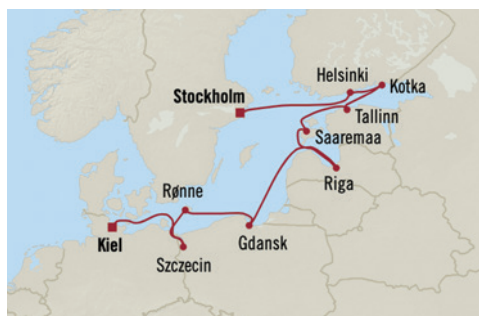 Helsinki
Kotka
Stockholm
Tallinn
Saaremaa
Riga
Rønne
Gdansk
Kiel
Szczecin